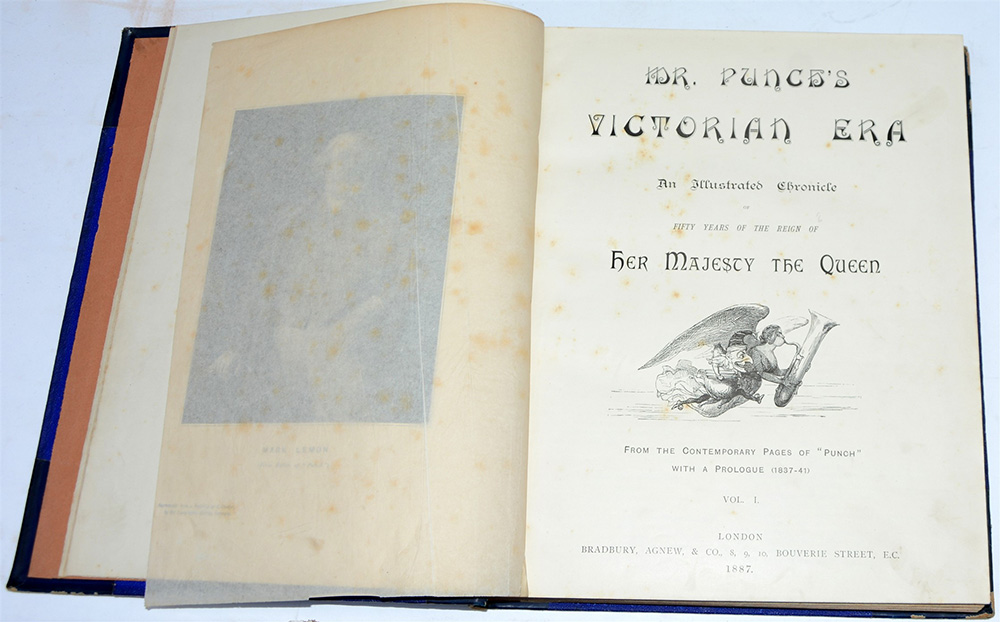 MR. PUNCH'S
VICTORIAN ERA
An Illustrated Chronicle
OF
FIFTY YEARS OF THE REIGN OF
HER MAJESTY THE QUEEN
FROM THE CONTEMPORARY PAGES OF "PUNCH"
WITH A PROLOGUE (1837-41)
VOL. I.
LONDON
BRADBURY, AGNEW, & CO., 8, 9, 10, BOUVERIE STREET, E.C.
1887.